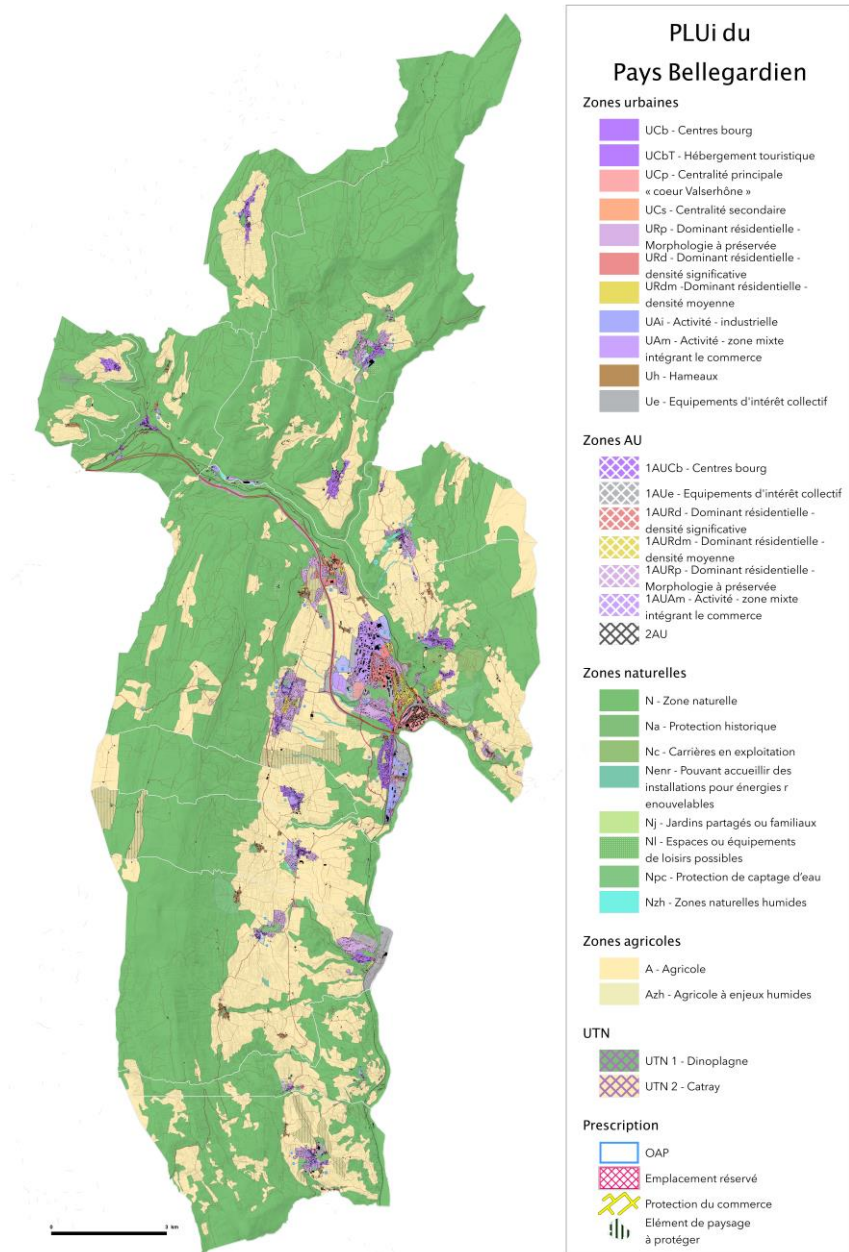 PLUi du
Pays Bellegardien
Zones urbaines
UCb - Centres bourg
UCbT - Hébergement touristique
UCp - Centralité principale
« coeur Valserhône »
UCs - Centralité secondaire
URp - Dominant résidentielle -
Morphologie à préservée
URd - Dominant résidentielle -
densité significative
URdm -Dominant résidentielle -
densité moyenne
UAi - Activité - industrielle
UAm - Activité - zone mixte
intégrant le commerce
Uh - Hameaux
Ue - Equipements d'intérêt collectif
Zones AU
1AUCb - Centres bourg
1AUe - Equipements d'intérêt collectif
1AURd - Dominant résidentielle -
densité significative
1AURdm - Dominant résidentielle -
densité moyenne
1AURp - Dominant résidentielle -
Morphologie à préservée
1AUAm - Activité - zone mixte
intégrant le commerce
2AU
Zones naturelles
N - Zone naturelle
Na - Protection historique
Nc - Carrières en exploitation
Nenr - Pouvant accueillir des
installations pour énergies r
enouvelables
Nj - Jardins partagés ou familiaux
Nl - Espaces ou équipements
de loisirs possibles
Npc - Protection de captage d'eau
Nzh - Zones naturelles humides
Zones agricoles
A - Agricole
Azh - Agricole à enjeux humides
UTN
UTN 1 - Dinoplagne
UTN 2 - Catray
Prescription
OAP
Emplacement réservé
Protection du commerce
Elément de paysage
à protéger
0 3 km